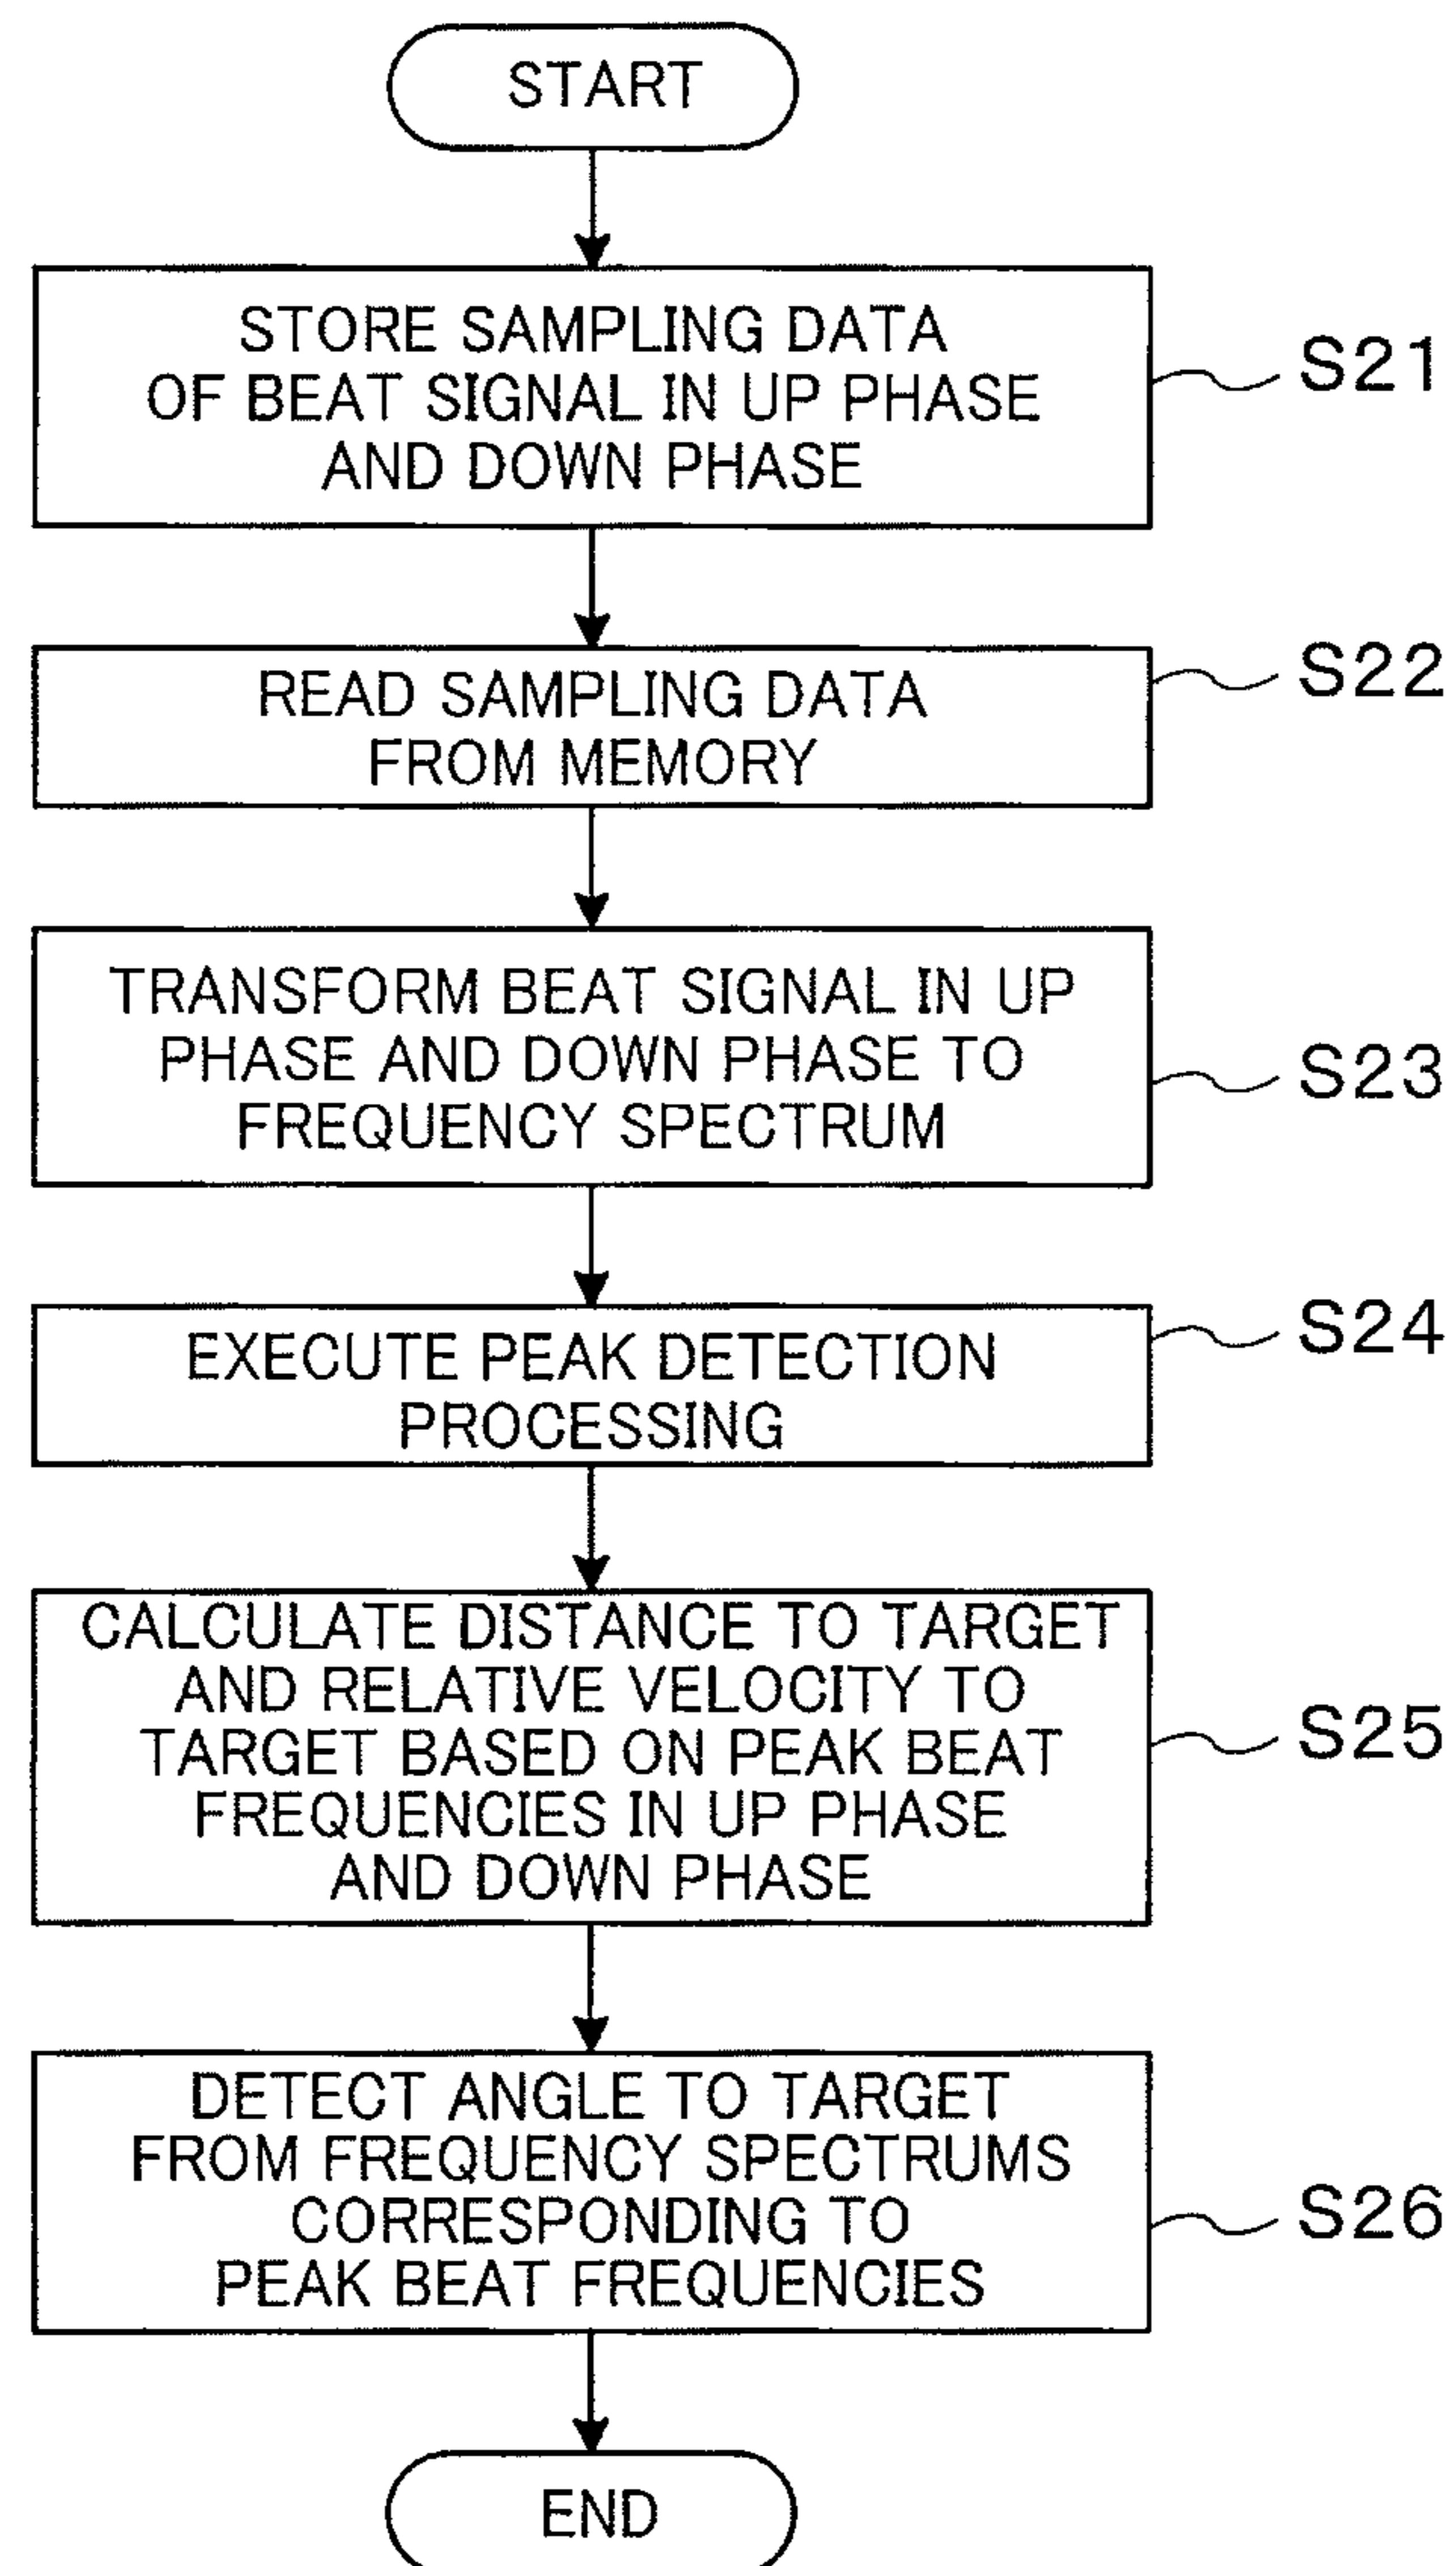 START
STORE SAMPLING DATA
OF BEAT SIGNAL IN UP PHASE
AND DOWN PHASE
S21
READ SAMPLING DATA
FROM MEMORY
S22
TRANSFORM BEAT SIGNAL IN UP
PHASE AND DOWN PHASE TO
FREQUENCY SPECTRUM
S23
EXECUTE PEAK DETECTION
PROCESSING
S24
CALCULATE DISTANCE TO TARGET
AND RELATIVE VELOCITY TO
TARGET BASED ON PEAK BEAT
FREQUENCIES IN UP PHASE
AND DOWN PHASE
S25
DETECT ANGLE TO TARGET
FROM FREQUENCY SPECTRUMS
CORRESPONDING TO
PEAK BEAT FREQUENCIES
S26
END